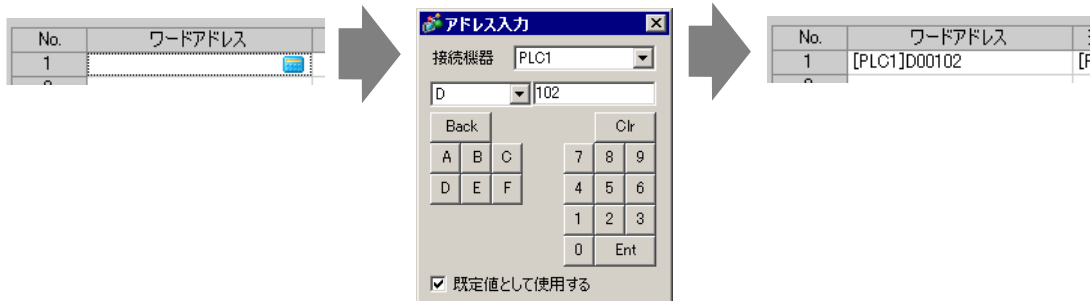 No. ワードアドレス
1
アドレス入力
接続機器 PLC1
D 102
Back Clr
A B C 7 8 9
D E F 4 5 6
1 2 3
0 Ent
既定値として使用する
No. ワードアドレス
1 [PLC1]D00102